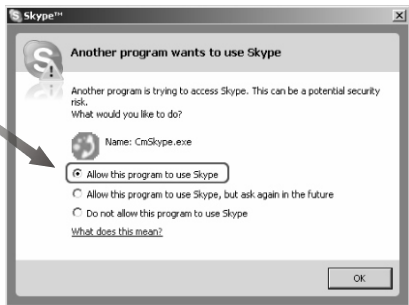 Skype™
Another program wants to use Skype
Another program is trying to access Skype. This can be a potential security
risk.
What would you like to do?
Name: CmSkype.exe
Allow this program to use Skype
Allow this program to use Skype, but ask again in the future
Do not allow this program to use Skype
What does this mean?
OK